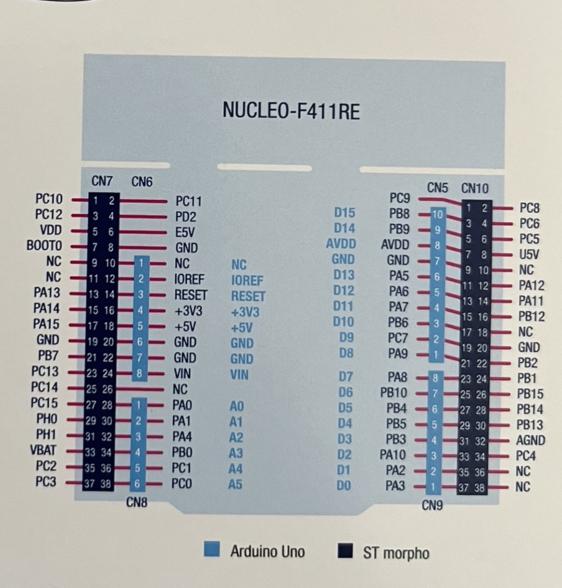 NUCLEO-F411RE
CN7 CN6
PC10 1 2 PC11
PC12 3 4 PD2
VDD 5 6 E5V
BOOT0 7 8 GND
NC 9 10 1 NC NC
NC 11 12 2 IOREF IOREF
PA13 13 14 3 RESET RESET
PA14 15 16 4 +3V3 +3V3
PA15 17 18 5 +5V +5V
GND 19 20 6 GND GND
PB7 21 22 7 GND GND
PC13 23 24 8 VIN VIN
PC14 25 26 NC
PC15 27 28 1 PA0 A0
PH0 29 30 2 PA1 A1
PH1 31 32 3 PA4 A2
VBAT 33 34 4 PB0 A3
PC2 35 36 5 PC1 A4
PC3 37 38 6 PC0 A5
CN8
CN5 CN10
PC9 1 2 PC8
D15 PB8 10 3 4 PC6
D14 PB9 9 5 6 PC5
AVDD AVDD 8 7 8 U5V
GND GND 7 9 10 NC
D13 PA5 6 11 12 PA12
D12 PA6 5 13 14 PA11
D11 PA7 4 15 16 PB12
D10 PB6 3 17 18 NC
D9 PC7 2 19 20 GND
D8 PA9 1 21 22 PB2
D7 PA8 8 23 24 PB1
D6 PB10 7 25 26 PB15
D5 PB4 6 27 28 PB14
D4 PB5 5 29 30 PB13
D3 PB3 4 31 32 AGND
D2 PA10 3 33 34 PC4
D1 PA2 2 35 36 NC
D0 PA3 1 37 38 NC
CN9
Arduino Uno
ST morpho